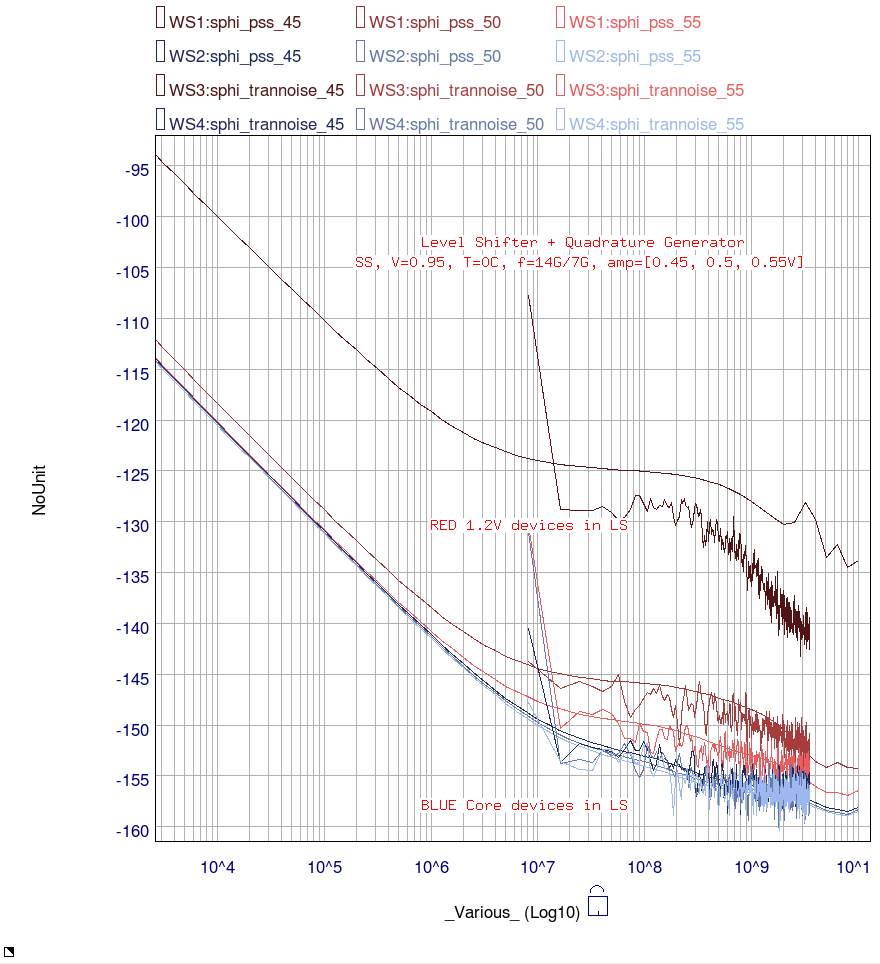 WS1:sphi_pss_45 WS1:sphi_pss_50 WS1:sphi_pss_55
WS2:sphi_pss_45 WS2:sphi_pss_50 WS2:sphi_pss_55
WS3:sphi_trannoise_45 WS3:sphi_trannoise_50 WS3:sphi_trannoise_55
WS4:sphi_trannoise_45 WS4:sphi_trannoise_50 WS4:sphi_trannoise_55
-95
-100
Level Shifter + Quadrature Generator
SS, V=0.95, T=0C, f=14G/7G, amp=[0.45, 0.5, 0.55V]
-105
-110
-115
-120
-125
NoUnit
-130
RED 1.2V devices in LS
-135
-140
-145
-150
-155
BLUE Core devices in LS
-160
10^4 10^5 10^6 10^7 10^8 10^9 10^1
_Various_ (Log10)